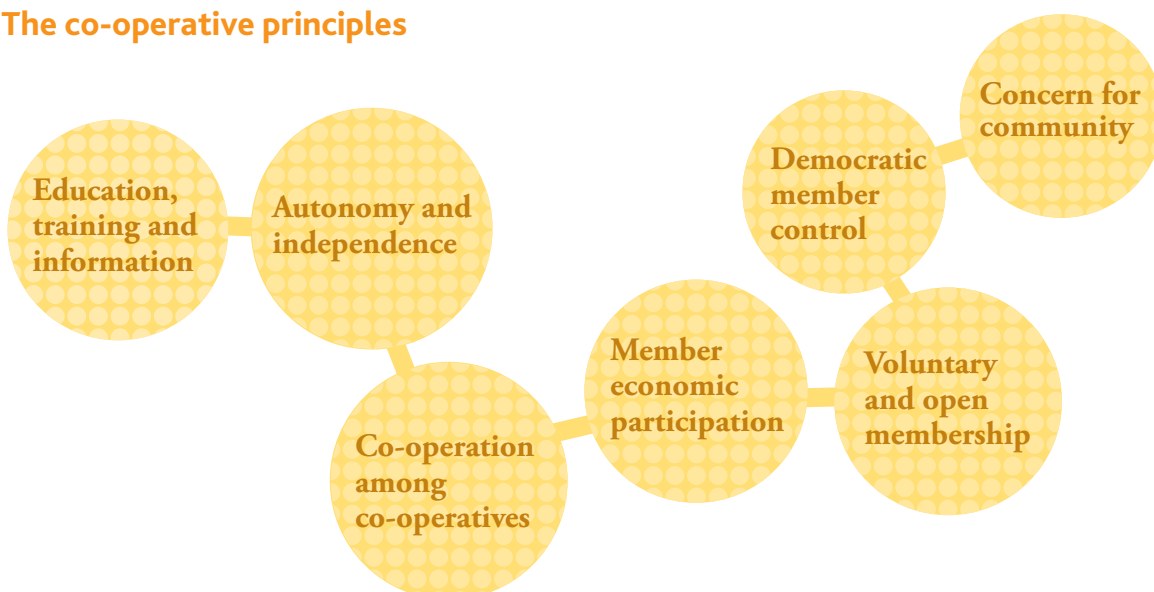 The co-operative principles
Education,
training and
information
Autonomy and
independence
Co-operation
among
co-operatives
Member
economic
participation
Voluntary
and open
membership
Democratic
member
control
Concern for
community